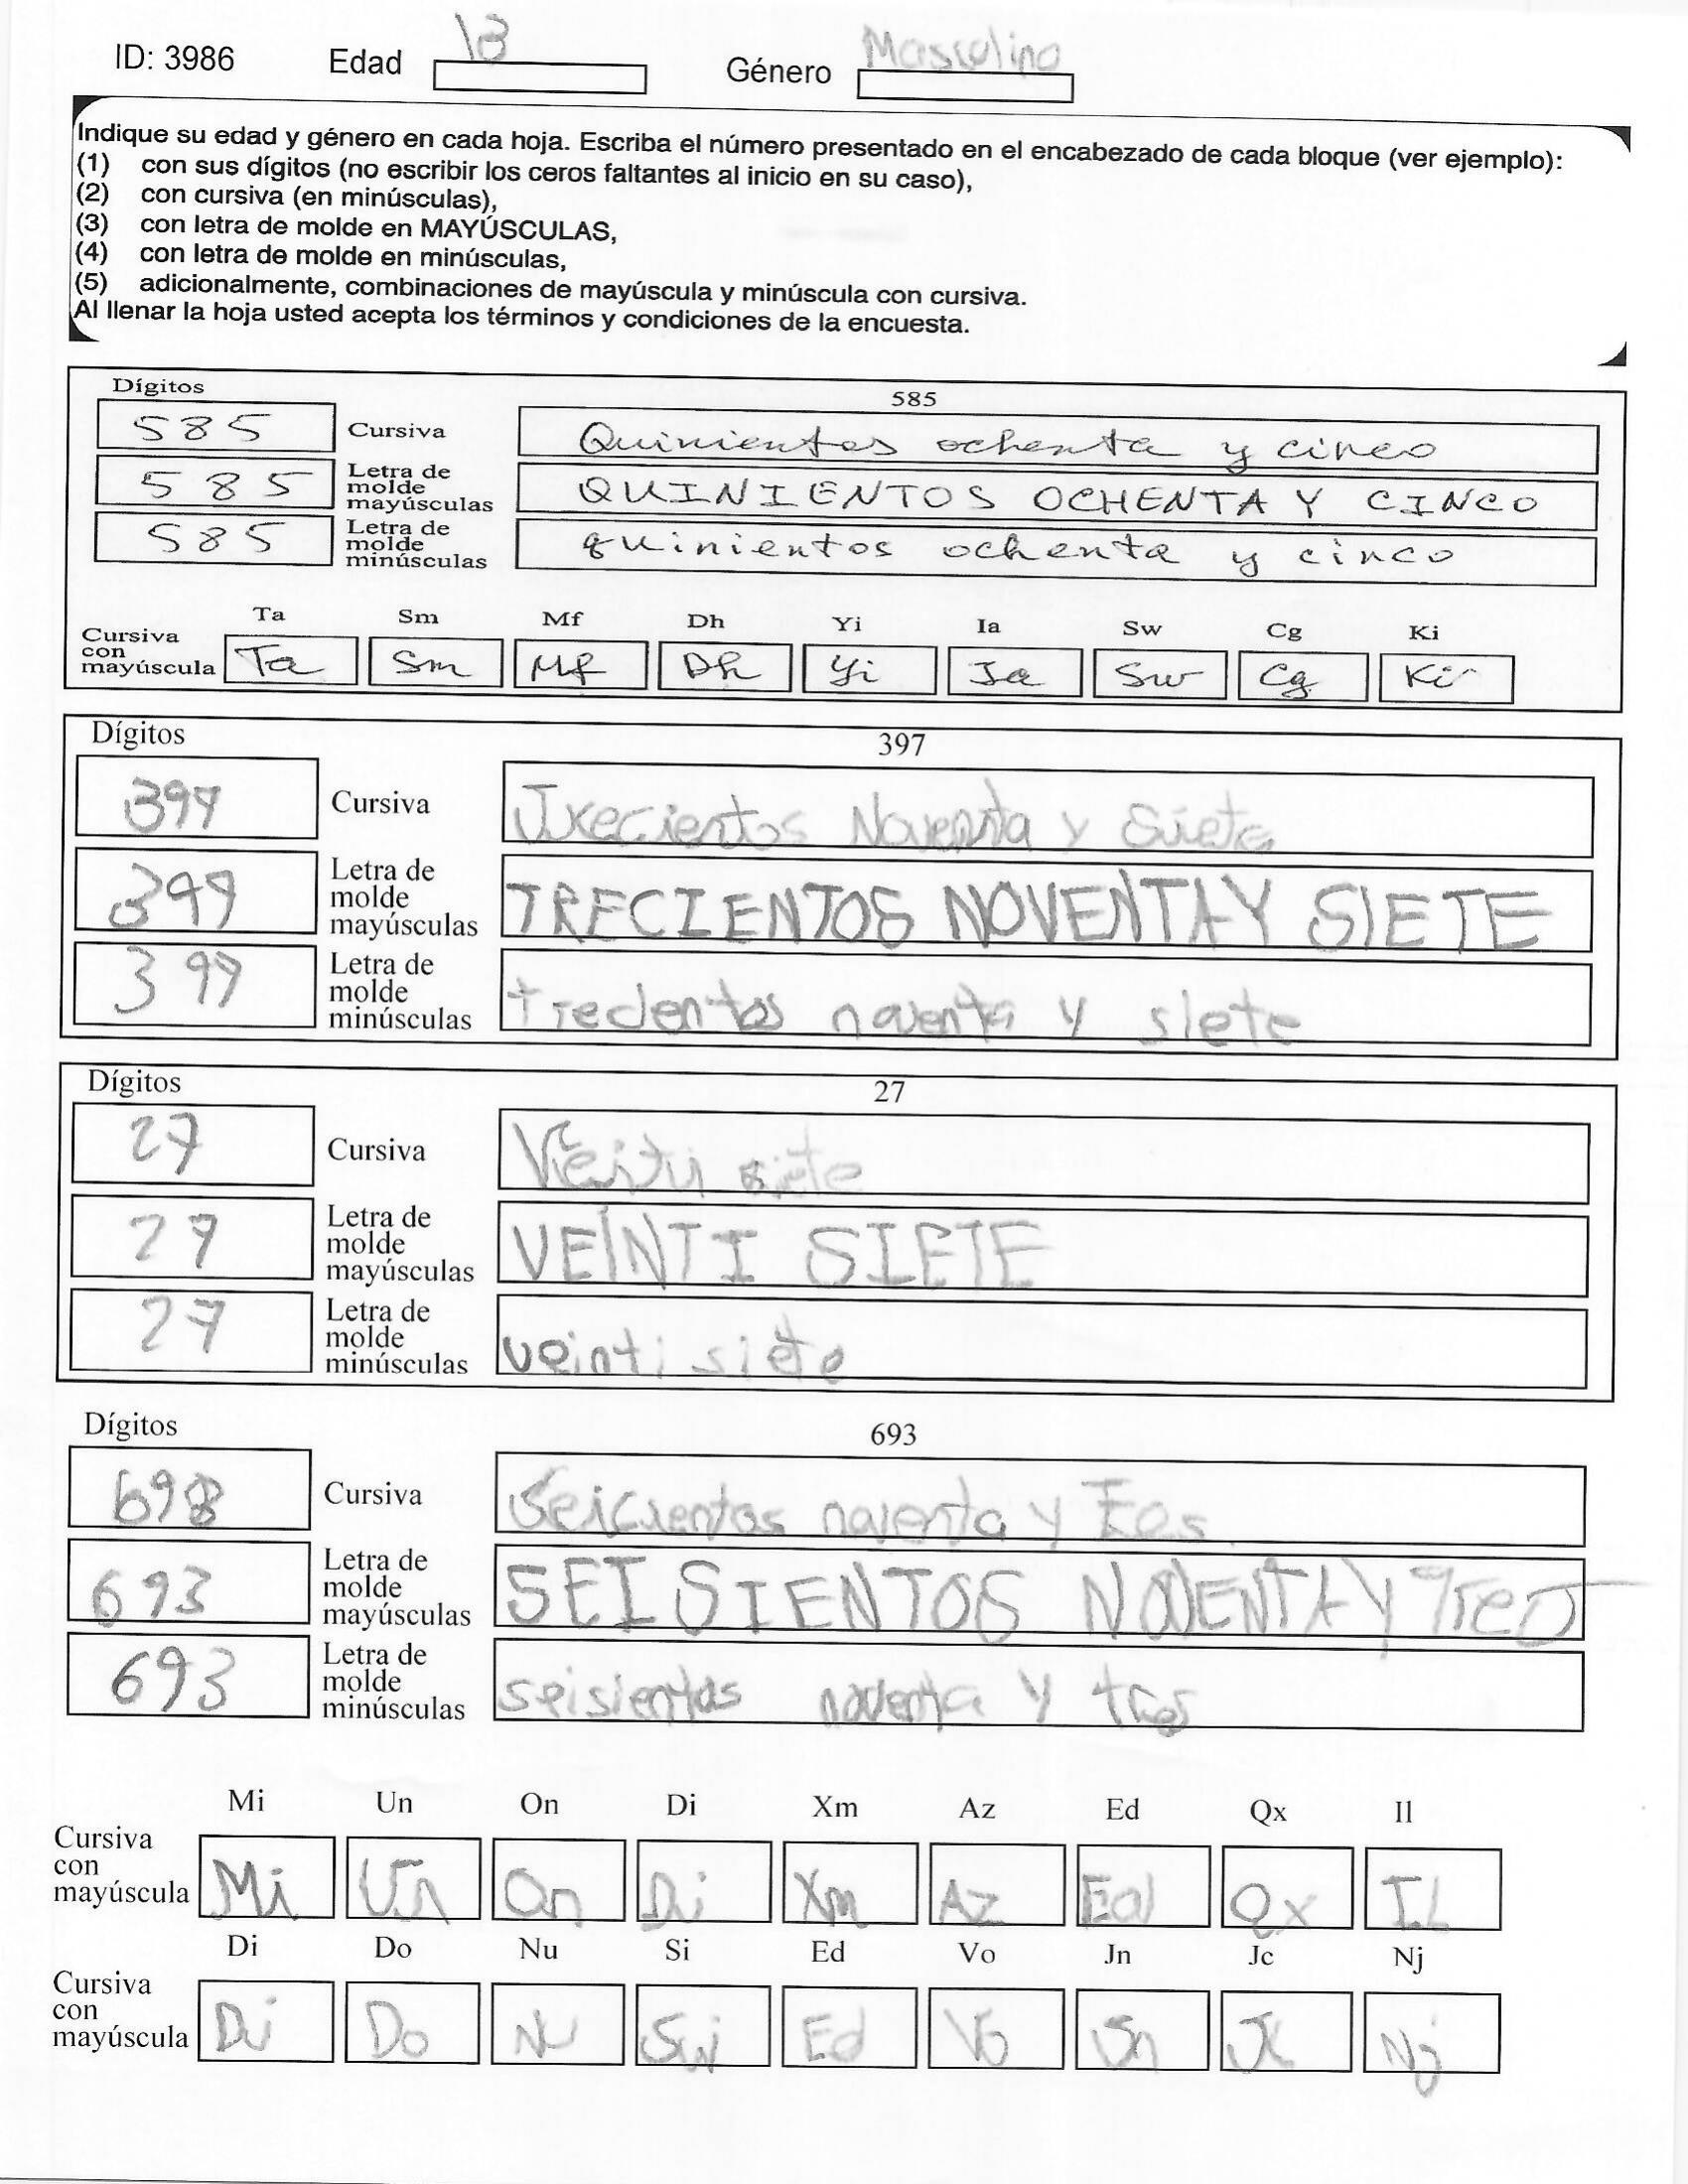 ID: 3986 Edad 13 Género Masculino
Indique su edad y género en cada hoja. Escriba el número presentado en el encabezado de cada bloque (ver ejemplo):
(1) con sus dígitos (no escribir los ceros faltantes al inicio en su caso),
(2) con cursiva (en minúsculas),
(3) con letra de molde en MAYÚSCULAS,
(4) con letra de molde en minúsculas,
(5) adicionalmente, combinaciones de mayúscula y minúscula con cursiva.
Al llenar la hoja usted acepta los términos y condiciones de la encuesta.
Dígitos 585
585 Cursiva Quinientos ochenta y cinco
585 Letra de molde mayúsculas QUINIENTOS OCHENTA Y CINCO
585 Letra de molde minúsculas quinientos ochenta y cinco
Ta Sm Mf Dh Yi Ia Sw Cg Ki
Cursiva con mayúscula Ta Sm Mf Dh Yi Ia Sw Cg Ki
Dígitos 397
397 Cursiva Trecientos Noventa y Siete
397 Letra de molde mayúsculas TRECIENTOS NOVENTA Y SIETE
397 Letra de molde minúsculas trecientos noventa y siete
Dígitos 27
27 Cursiva Veinti siete
27 Letra de molde mayúsculas VEINTI SIETE
27 Letra de molde minúsculas veinti siete
Dígitos 693
693 Cursiva Seicientos noventa y
693 Letra de molde mayúsculas SEISIENTOS NOVENTA Y Tres
693 Letra de molde minúsculas seisientos noventa y tres
Mi Un On Di Xm Az Ed Qx Il
Cursiva con mayúscula Mi Un On Di Xm Az Ed Qx IL
Di Do Nu Si Ed Vo Jn Jc Nj
Cursiva con mayúscula Di Do Nu Si Ed Vo Jn Jc Nj